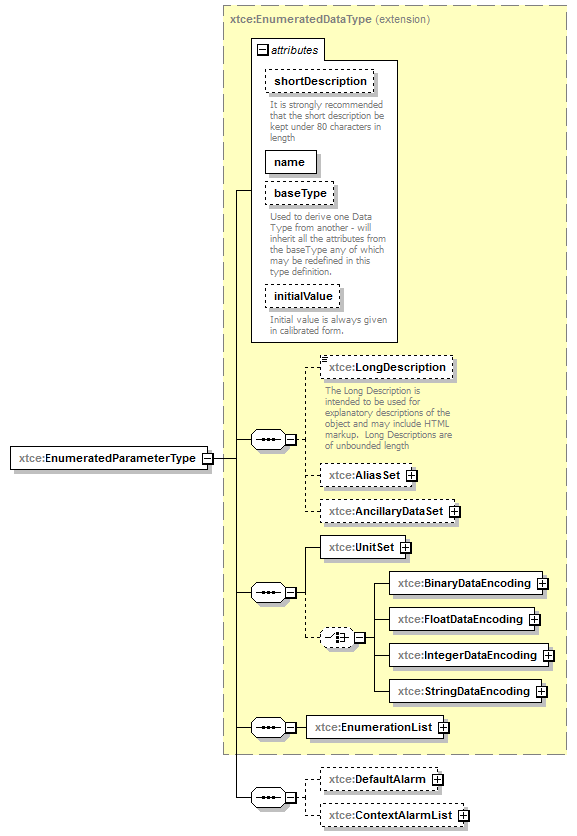 xtce:EnumeratedDataType (extension)
attributes
shortDescription
It is strongly recommended
that the short description be
kept under 80 characters in
length
name
baseType
Used to derive one Data
Type from another - will
inherit all the attributes from
the baseType any of which
may be redefined in this
type definition.
initialValue
Initial value is always given
in calibrated form.
xtce:LongDescription
The Long Description is
intended to be used for
explanatory descriptions of the
object and may include HTML
markup.  Long Descriptions are
of unbounded length
xtce:EnumeratedParameterType
xtce:AliasSet
xtce:AncillaryDataSet
xtce:UnitSet
xtce:BinaryDataEncoding
xtce:FloatDataEncoding
xtce:IntegerDataEncoding
xtce:StringDataEncoding
xtce:EnumerationList
xtce:DefaultAlarm
xtce:ContextAlarmList